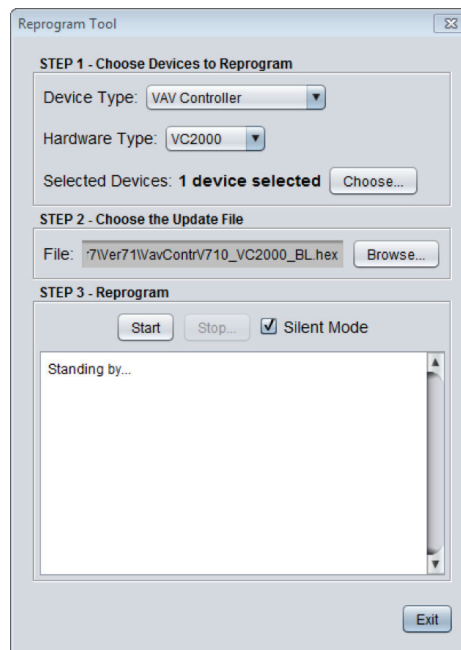 Reprogram Tool
STEP 1 - Choose Devices to Reprogram
Device Type: VAV Controller
Hardware Type: VC2000
Selected Devices: 1 device selected Choose...
STEP 2 - Choose the Update File
File: r7\Ver71\VavContrV710_VC2000_BL.hex Browse...
STEP 3 - Reprogram
Start Stop... Silent Mode
Standing by...
Exit